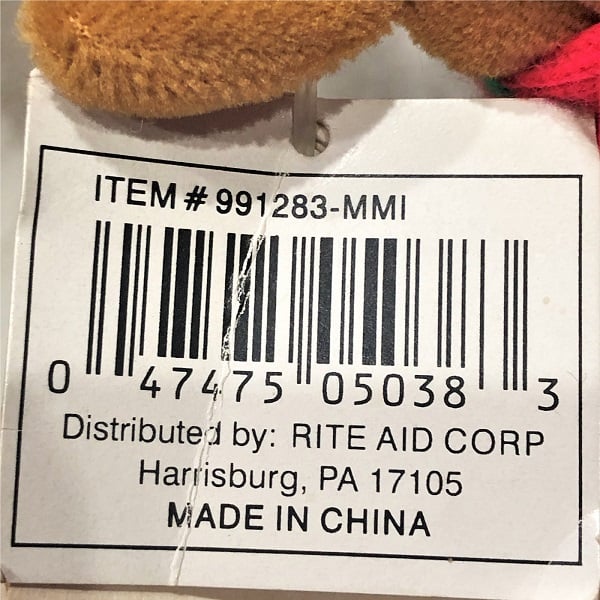 ITEM # 991283-MMI
0 47475 05038 3
Distributed by: RITE AID CORP
Harrisburg, PA 17105
MADE IN CHINA